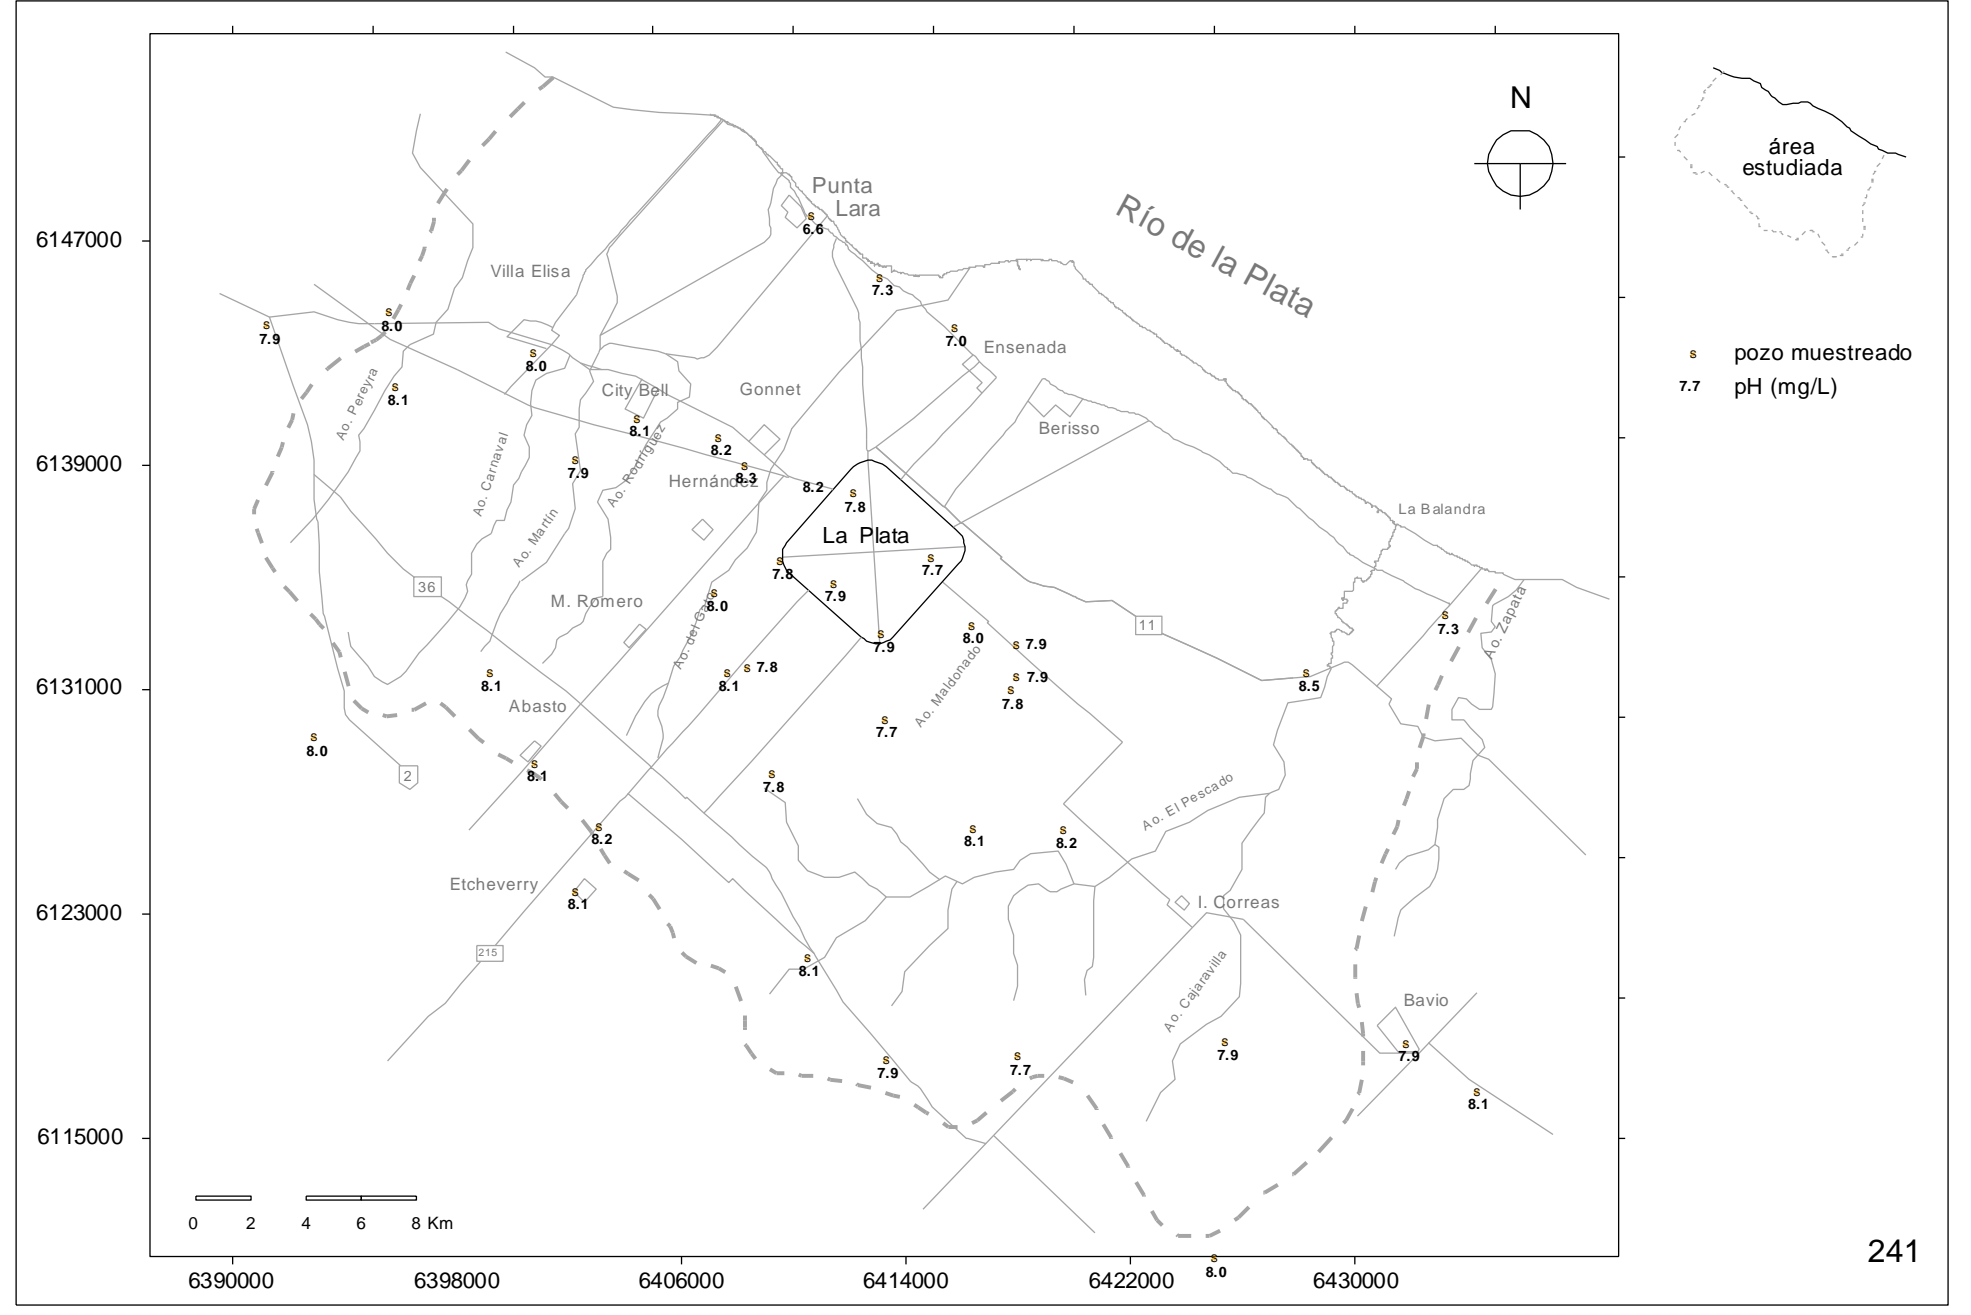 N
Punta
Lara
área
estudiada
Río de la Plata
6.6
6147000
Villa Elisa
7.3
8.0
7.9
7.0
Ensenada
s pozo muestreado
8.0
7.7 pH (mg/L)
City Bell
Gonnet
8.1
Ao. Pereyra
8.1
Berisso
8.2
6139000
7.9
Ao. Carnaval
Ao. Rodríguez
8.3
Hernández
8.2
7.8
La Balandra
Ao. Martín
La Plata
7.8
7.7
36
7.9
M. Romero
8.0
Ao. del Gato
11
8.0
7.3
Ao. Zapata
7.9
7.9
7.8
8.1
8.1
7.9
8.5
6131000
Ao. Maldonado
7.8
Abasto
7.7
8.0
2
8.1
7.8
Ao. El Pescado
8.2
8.1
8.2
Etcheverry
8.1
I. Correas
6123000
215
8.1
Ao. Cajaravilla
Bavio
7.9
7.9
7.9
7.7
8.1
6115000
0 2 4 6 8 Km
241
8.0
6390000 6398000 6406000 6414000 6422000 6430000